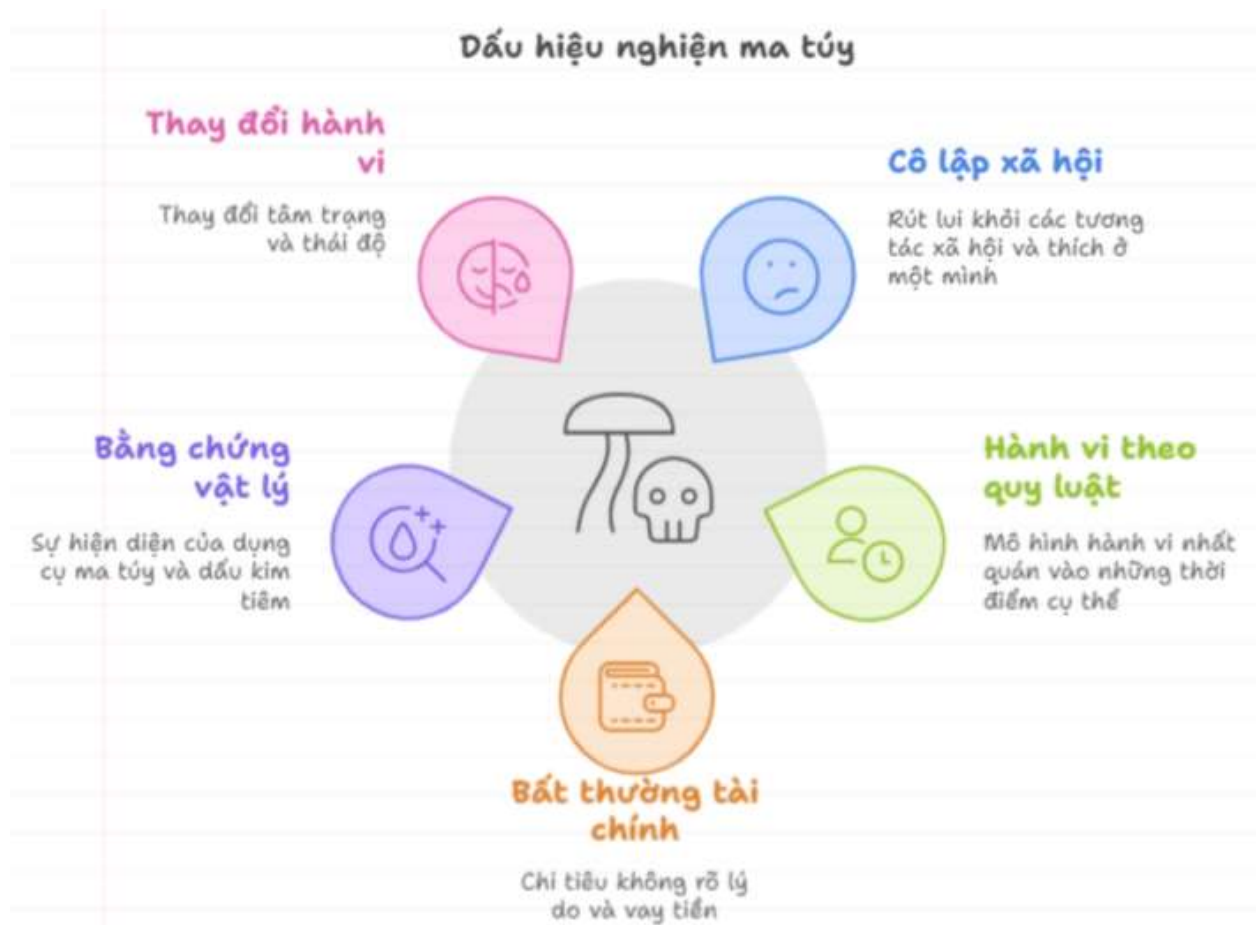 Dấu hiệu nghiện ma túy
Thay đổi hành
vi
Thay đổi tâm trạng
và thái độ
Cô lập xã hội
Rút lui khỏi các tương
tác xã hội và thích ở
một mình
Bằng chứng
vật lý
Sự hiện diện của dụng
cụ ma túy và dấu kim
tiêm
Hành vi theo
quy luật
Mô hình hành vi nhất
quán vào những thời
điểm cụ thể
Bất thường tài
chính
Chi tiêu không rõ lý
do và vay tiền